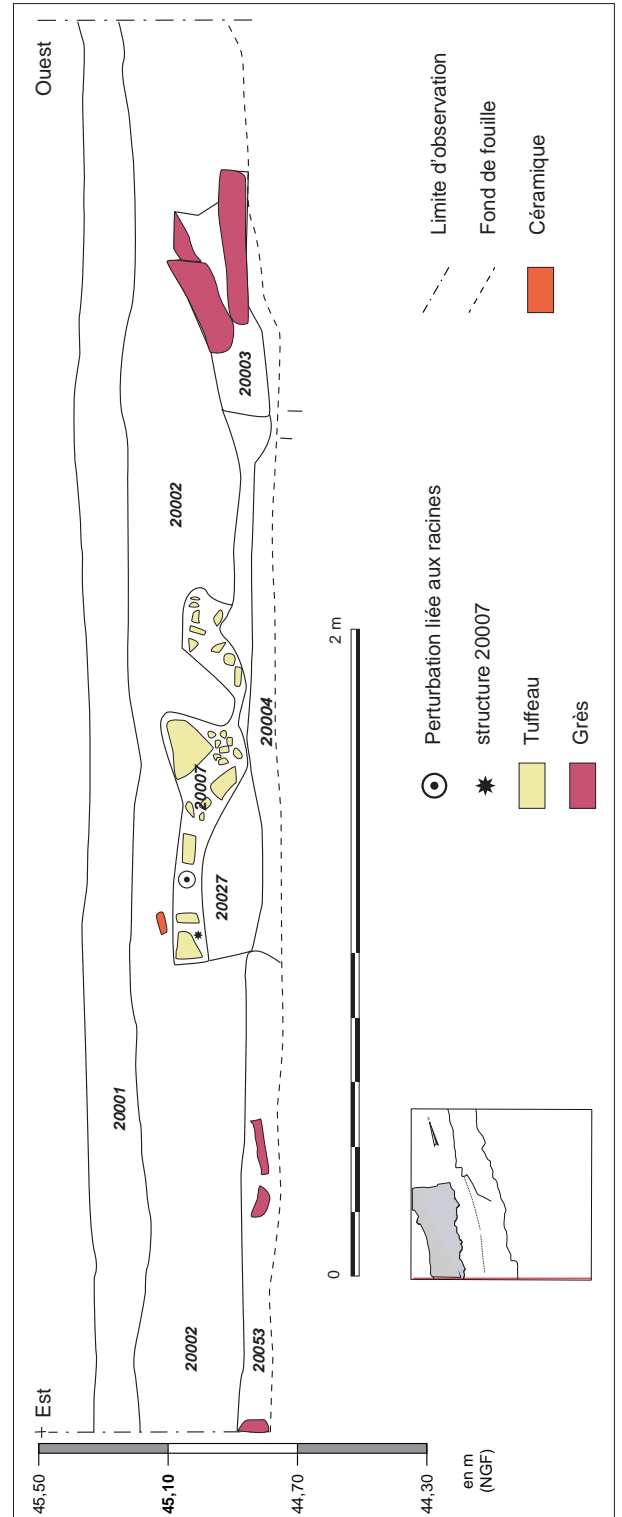 Est
Ouest
45,50
45,10
44,70
44,30
en m
(NGF)
20001
20002
20002
20053
20027
20007
20004
20003
0
2 m
Perturbation liée aux racines
structure 20007
Tuffeau
Grès
Limite d'observation
Fond de fouille
Céramique